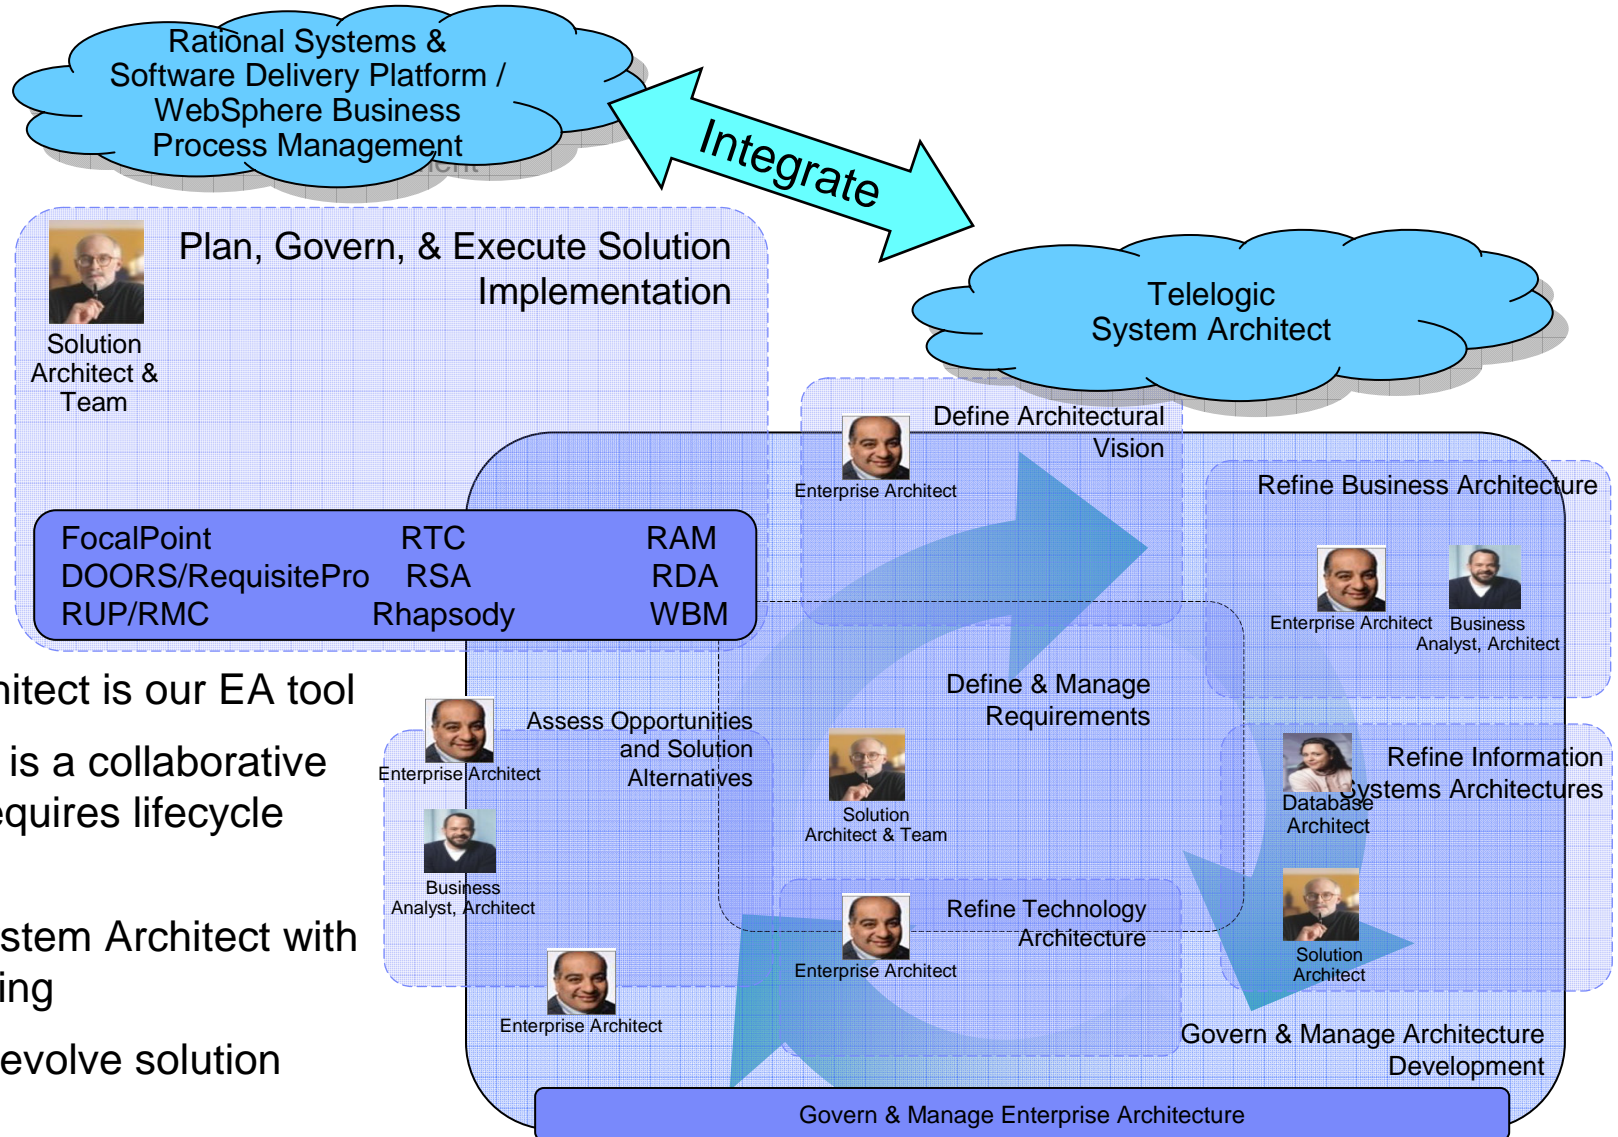 Rational Systems &
Software Delivery Platform /
WebSphere Business
Process Management
Integrate
Telelogic
System Architect
Plan, Govern, & Execute Solution
Implementation
Solution
Architect &
Team
FocalPoint RTC RAM
DOORS/RequisitePro RSA RDA
RUP/RMC Rhapsody WBM
Define Architectural
Vision
Enterprise Architect
Refine Business Architecture
Enterprise Architect
Business
Analyst, Architect
Define & Manage
Requirements
Solution
Architect & Team
Assess Opportunities
and Solution
Alternatives
Enterprise Architect
Business
Analyst, Architect
Enterprise Architect
Refine Information
Systems Architectures
Database
Architect
Solution
Architect
Refine Technology
Architecture
Enterprise Architect
Govern & Manage Architecture
Development
Govern & Manage Enterprise Architecture
is our EA tool
is a collaborative
lifecycle
Architect with
evolve solution